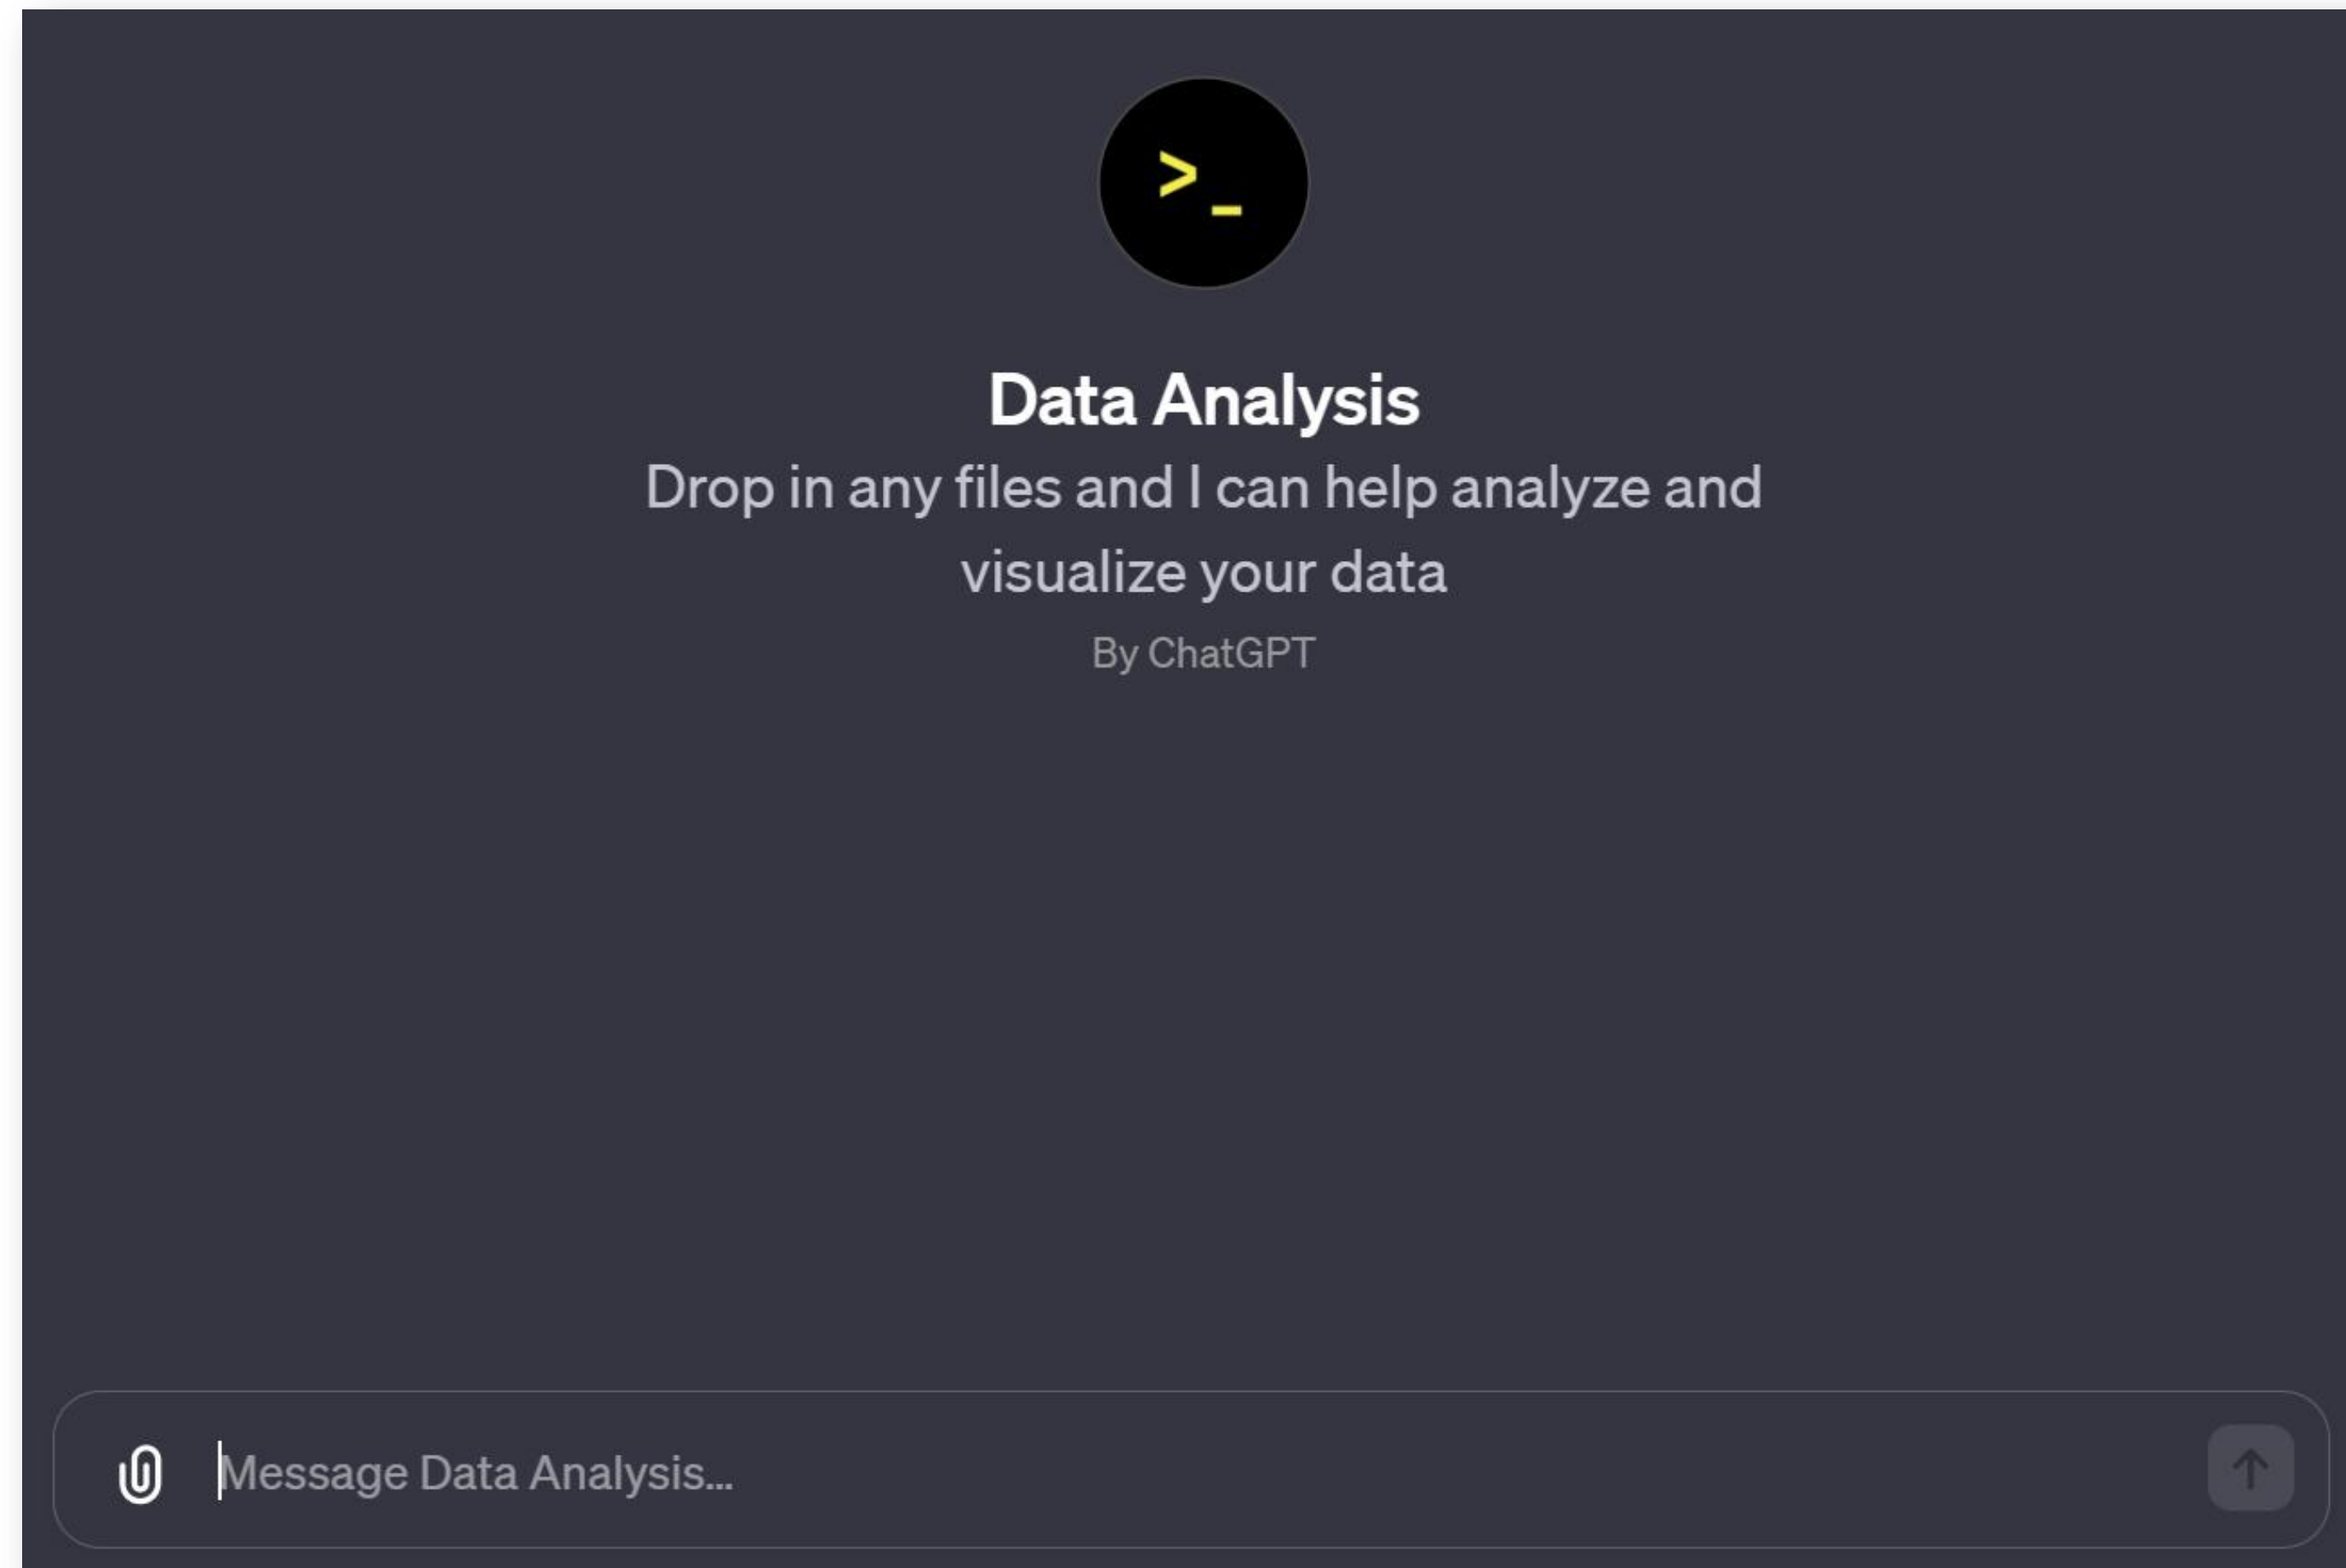 >_
Data Analysis
Drop in any files and I can help analyze and
visualize your data
By ChatGPT
Message Data Analysis...